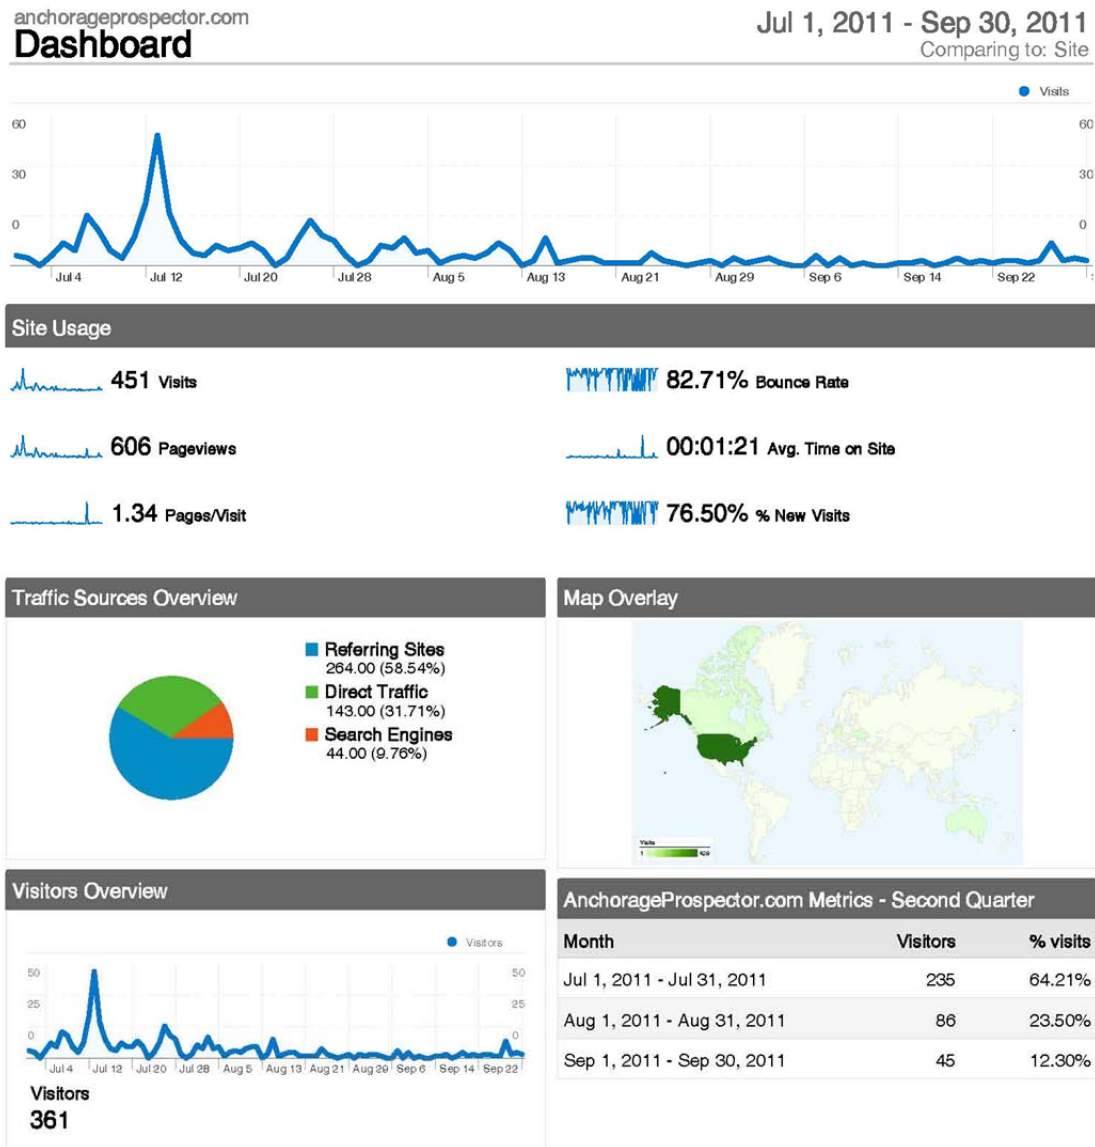 anchorageprospector.com
Dashboard
Jul 1, 2011 - Sep 30, 2011
Comparing to: Site
Visits
60 60
30 30
0 0
Jul 4 Jul 12 Jul 20 Jul 28 Aug 5 Aug 13 Aug 21 Aug 29 Sep 6 Sep 14 Sep 22
Site Usage
451 Visits
82.71% Bounce Rate
606 Pageviews
00:01:21 Avg. Time on Site
1.34 Pages/Visit
76.50% % New Visits
Traffic Sources Overview
Referring Sites
264.00 (58.54%)
Direct Traffic
143.00 (31.71%)
Search Engines
44.00 (9.76%)
Map Overlay
Visits
1
Visitors Overview
Visitors
50 50
25 25
0 0
Jul 4 Jul 12 Jul 20 Jul 28 Aug 5 Aug 13 Aug 21 Aug 29 Sep 6 Sep 14 Sep 22
Visitors
361
AnchorageProspector.com Metrics - Second Quarter
Month Visitors % visits
Jul 1, 2011 - Jul 31, 2011 235 64.21%
Aug 1, 2011 - Aug 31, 2011 86 23.50%
Sep 1, 2011 - Sep 30, 2011 45 12.30%